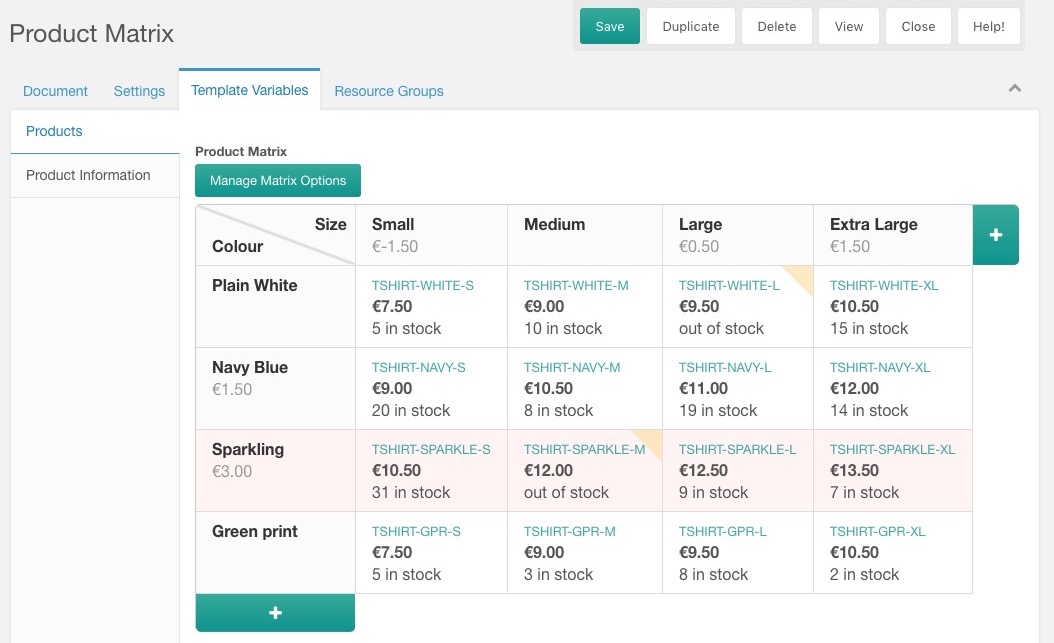 Product Matrix
Save Duplicate Delete View Close Help!
Document Settings Template Variables Resource Groups
Products
Product Information
Product Matrix
Manage Matrix Options
Size Small Medium Large Extra Large
Colour €-1.50 €0.50 €1.50
+
Plain White TSHIRT-WHITE-S TSHIRT-WHITE-M TSHIRT-WHITE-L TSHIRT-WHITE-XL
€7.50 €9.00 €9.50 €10.50
5 in stock 10 in stock out of stock 15 in stock
Navy Blue TSHIRT-NAVY-S TSHIRT-NAVY-M TSHIRT-NAVY-L TSHIRT-NAVY-XL
€1.50 €9.00 €10.50 €11.00 €12.00
20 in stock 8 in stock 19 in stock 14 in stock
Sparkling TSHIRT-SPARKLE-S TSHIRT-SPARKLE-M TSHIRT-SPARKLE-L TSHIRT-SPARKLE-XL
€3.00 €10.50 €12.00 €12.50 €13.50
31 in stock out of stock 9 in stock 7 in stock
Green print TSHIRT-GPR-S TSHIRT-GPR-M TSHIRT-GPR-L TSHIRT-GPR-XL
€7.50 €9.00 €9.50 €10.50
5 in stock 3 in stock 8 in stock 2 in stock
+